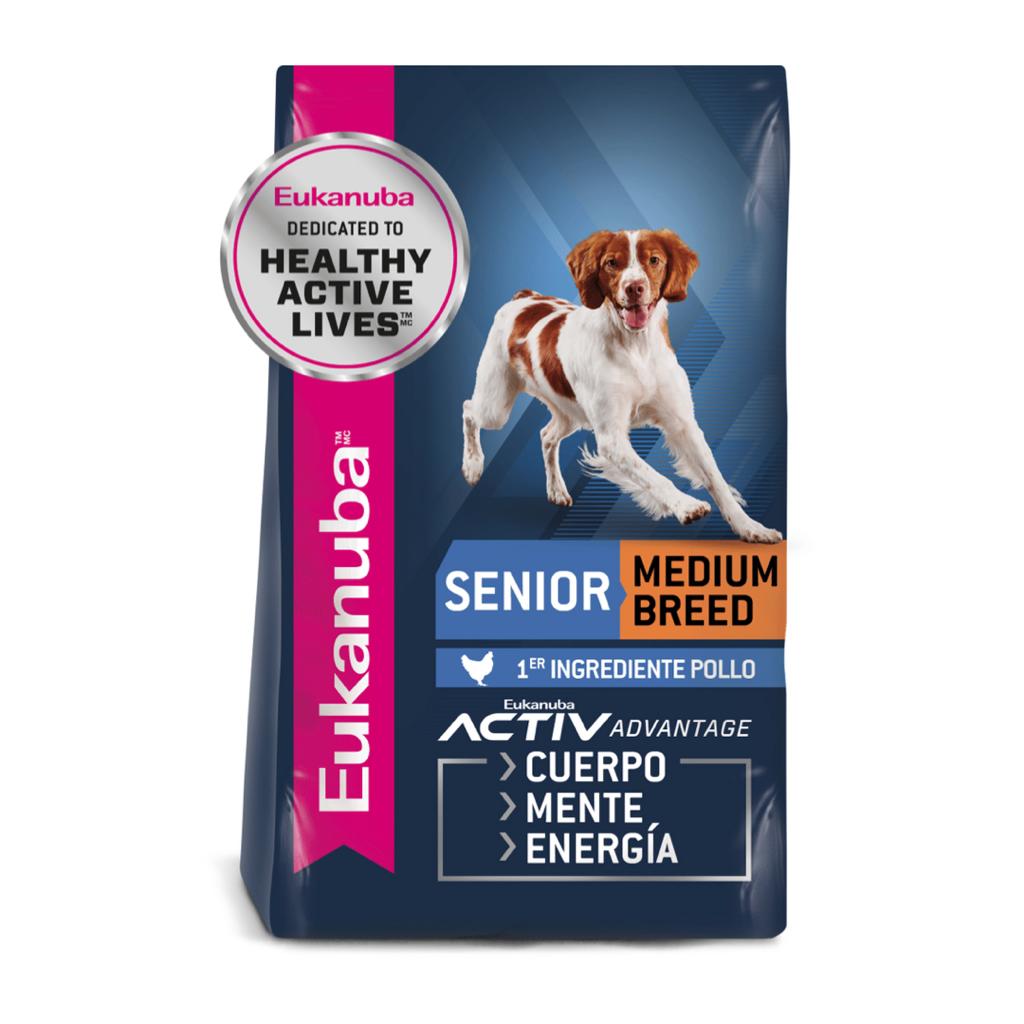 Eukanuba
DEDICATED TO
HEALTHY
ACTIVE
LIVES™ MC
Eukanuba™ MC
SENIOR
MEDIUM
BREED
1ER INGREDIENTE POLLO
Eukanuba
ACTIV ADVANTAGE
CUERPO
MENTE
ENERGÍA